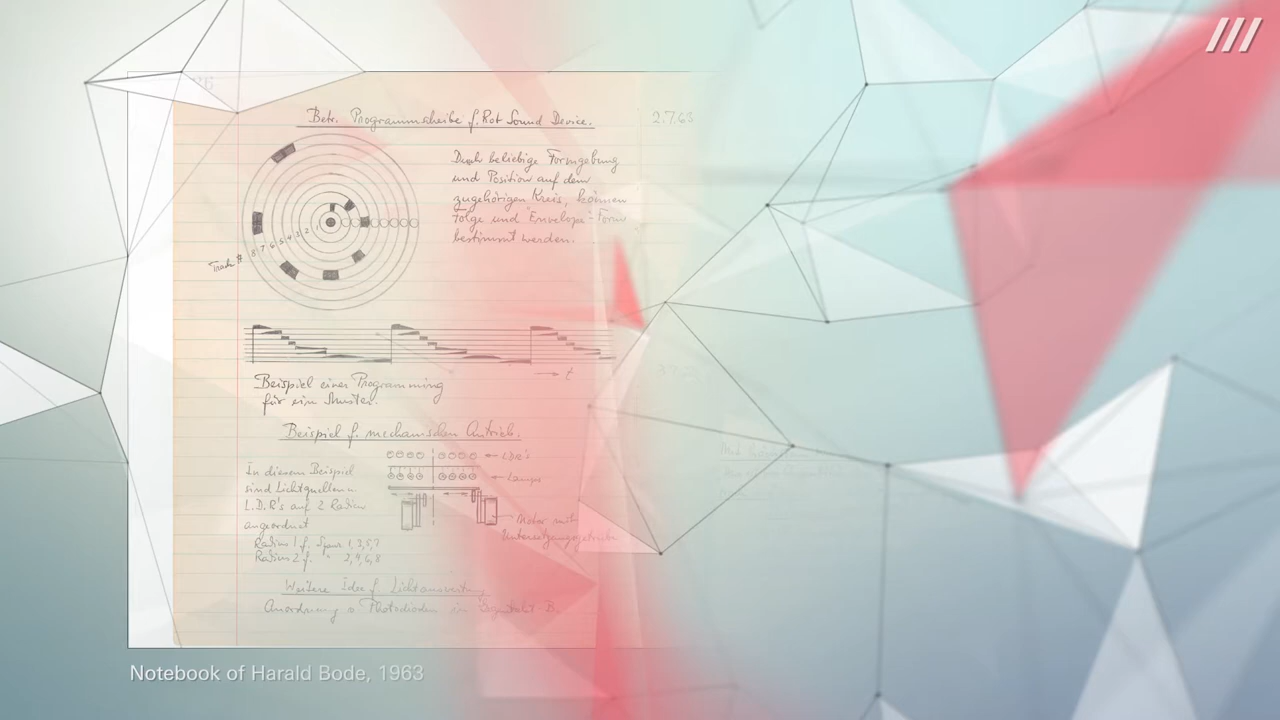 Betr. Programmscheibe f. Rot Sound Device.
2.7.63
Durch beliebige Formgebung
und Position auf dem
zugehörigen Kreis, können
Folge und "Envelope"-Form
bestimmt werden.
Track #
8 7 6 5 4 3 2 1
→ t
Beispiel einer Programmung
für ein Muster.
Beispiel f. mechanischen Antrieb.
← LDR's
← Lamps
In diesem Beispiel
sind Lichtquellen u.
L.D.R's auf 2 Radien
angeordnet
Motor mit
Untersetzungsgetriebe
Radius 1 f. Spur 1,3,5,7
Radius 2 f. " 2,4,6,8
Weitere Idee f. Lichtauswertung
Anordnung v. Photodioden im
Notebook of Harald Bode, 1963